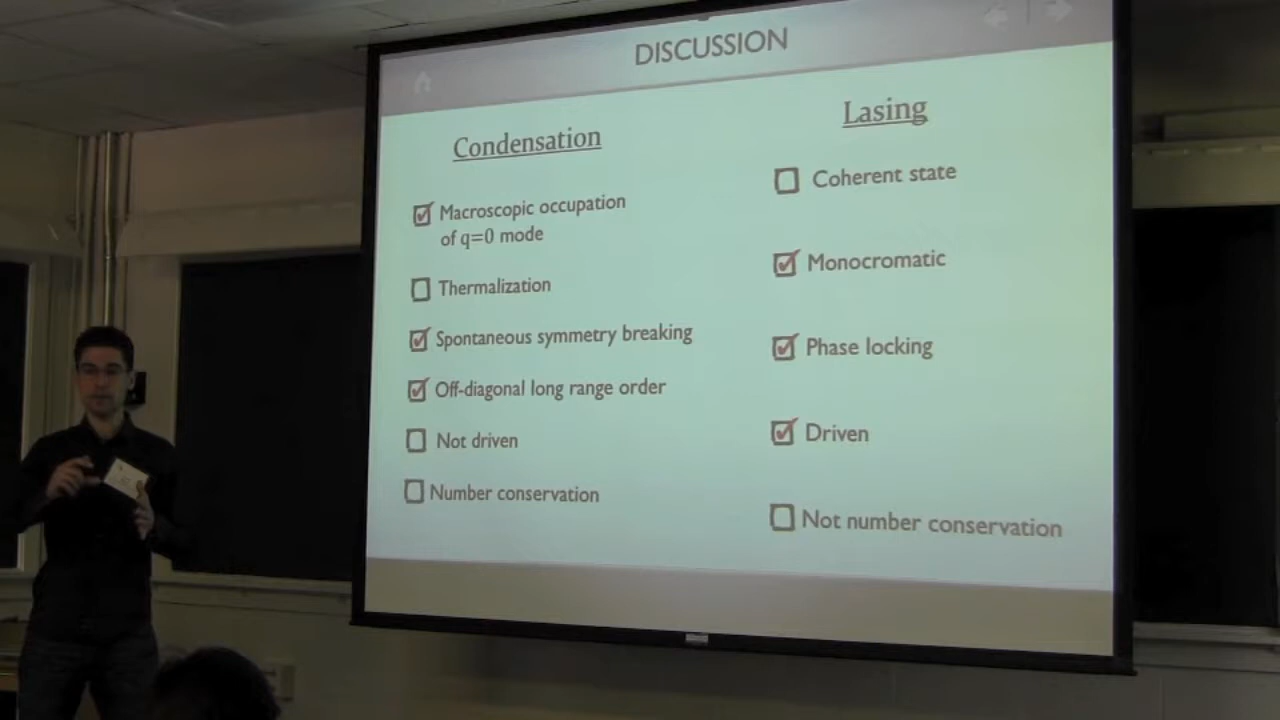 DISCUSSION
Condensation
Macroscopic occupation
of q=0 mode
Thermalization
Spontaneous symmetry breaking
Off-diagonal long range order
Not driven
Number conservation
Lasing
Coherent state
Monocromatic
Phase locking
Driven
Not number conservation